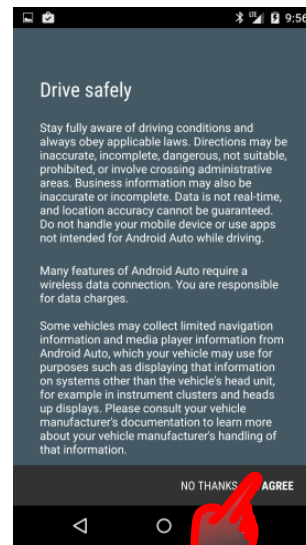 LTE 9:56
Drive safely
Stay fully aware of driving conditions and
always obey applicable laws. Directions may be
inaccurate, incomplete, dangerous, not suitable,
prohibited, or involve crossing administrative
areas. Business information may also be
inaccurate or incomplete. Data is not real-time,
and location accuracy cannot be guaranteed.
Do not handle your mobile device or use apps
not intended for Android Auto while driving.
Many features of Android Auto require a
wireless data connection. You are responsible
for data charges.
Some vehicles may collect limited navigation
information and media player information from
Android Auto, which your vehicle may use for
purposes such as displaying that information
on systems other than the vehicle's head unit,
for example in instrument clusters and heads
up displays. Please consult your vehicle
manufacturer's documentation to learn more
about your vehicle manufacturer's handling of
that information.
NO THANKS AGREE